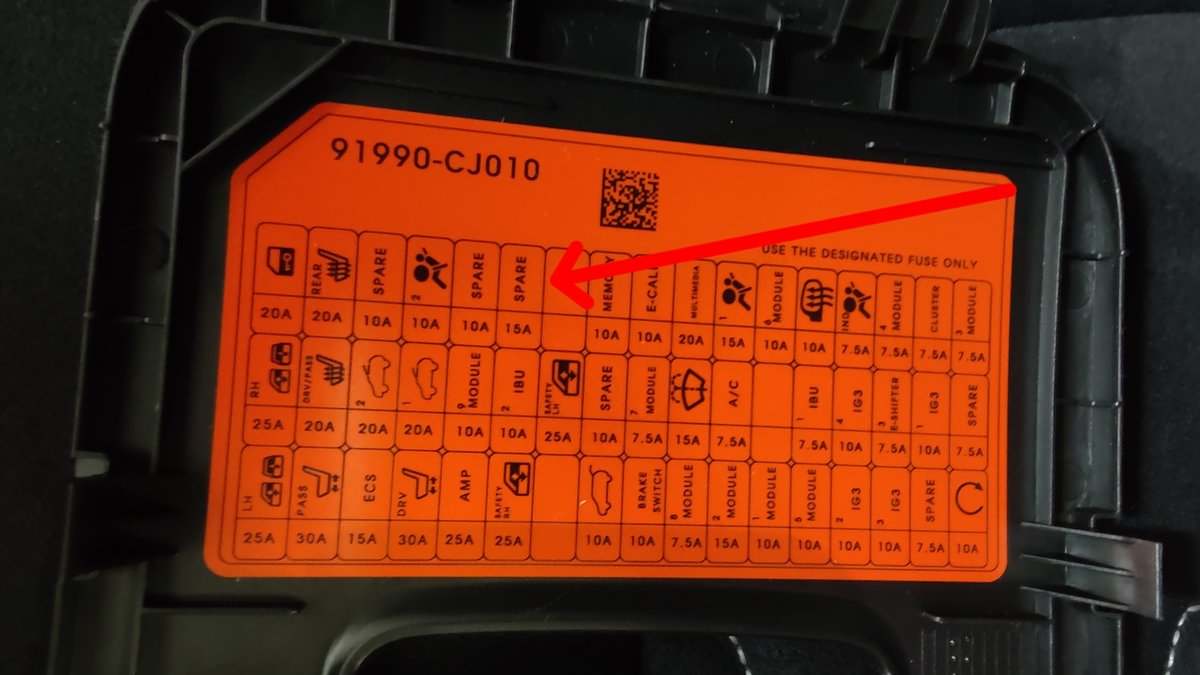 91990-CJ010
USE THE DESIGNATED FUSE ONLY
REAR SPARE 2 SPARE SPARE MEMORY E-CALL MULTIMEDIA 1 6 MODULE IND 4 MODULE CLUSTER 3 MODULE
20A 20A 10A 10A 10A 15A 10A 10A 20A 15A 10A 10A 7.5A 7.5A 7.5A 7.5A
RH DRV/PASS 2 1 9 MODULE 2 IBU SAFETY LH SPARE 7 MODULE A/C 1 IBU 4 IG3 3 E-SHIFTER 1 IG3 SPARE
25A 20A 20A 20A 10A 10A 25A 10A 7.5A 15A 7.5A 7.5A 10A 7.5A 10A 7.5A
LH PASS ECS DRV AMP SAFETY RH BRAKE SWITCH 8 MODULE 2 MODULE 1 MODULE 5 MODULE 2 IG3 3 IG3 SPARE
25A 30A 15A 30A 25A 25A 10A 10A 7.5A 15A 10A 10A 10A 10A 7.5A 10A